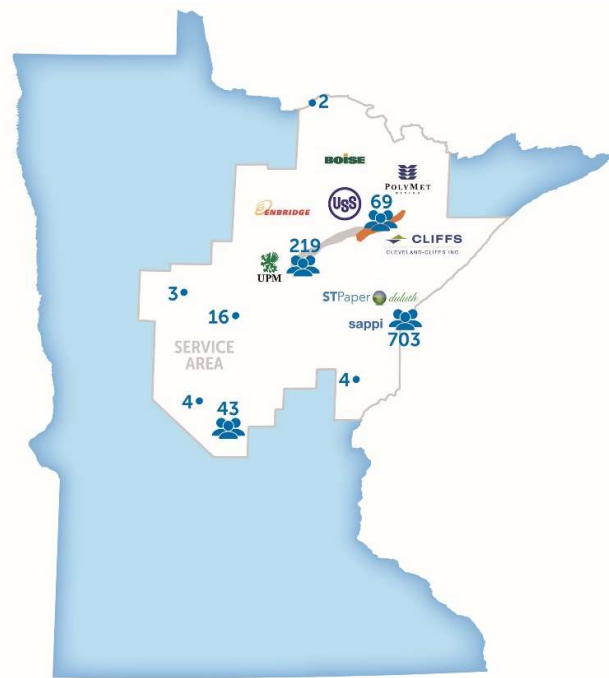 2
BOISE
POLYMET
MINING
USS
ENBRIDGE
69
CLIFFS
CLEVELAND-CLIFFS INC.
219
UPM
3
STPaper duluth
16
sappi
703
SERVICE
AREA
4
4
43